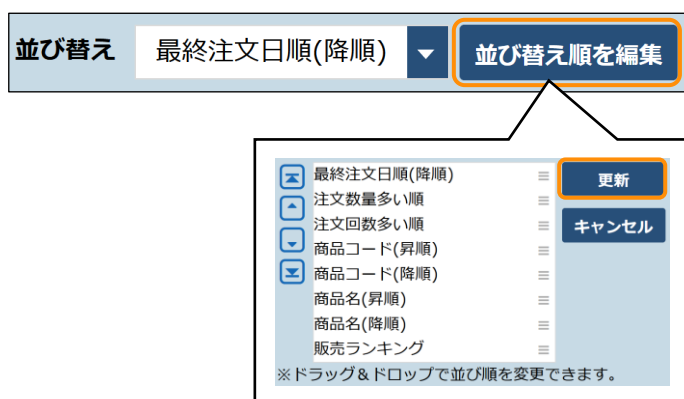 並び替え 最終注文日順(降順) 並び替え順を編集
最終注文日順(降順) 更新
注文数量多い順
注文回数多い順 キャンセル
商品コード(昇順)
商品コード(降順)
商品名(昇順)
商品名(降順)
販売ランキング
※ドラッグ&ドロップで並び順を変更できます。